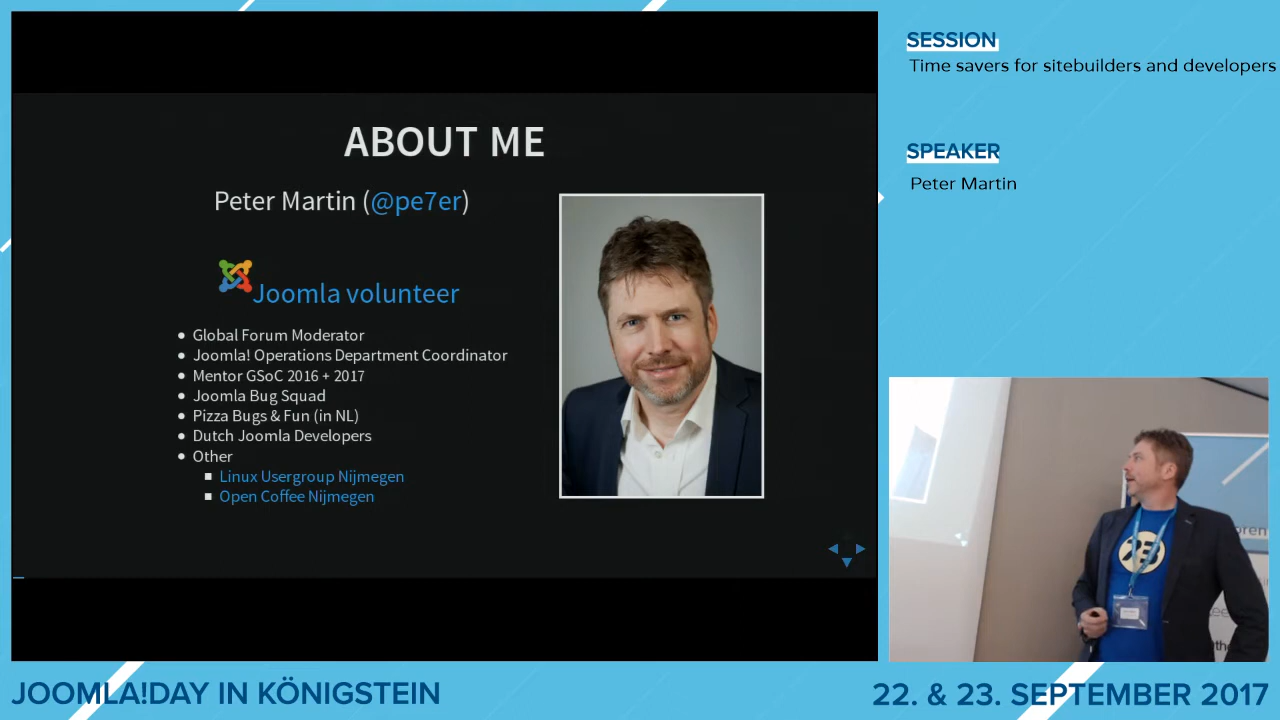 ABOUT ME
Peter Martin (@pe7er)
Joomla volunteer
Global Forum Moderator
Joomla! Operations Department Coordinator
Mentor GSoC 2016 + 2017
Joomla Bug Squad
Pizza Bugs & Fun (in NL)
Dutch Joomla Developers
Other
Linux Usergroup Nijmegen
Open Coffee Nijmegen
SESSION
Time savers for sitebuilders and developers
SPEAKER
Peter Martin
JOOMLA!DAY IN KÖNIGSTEIN
22. & 23. SEPTEMBER 2017